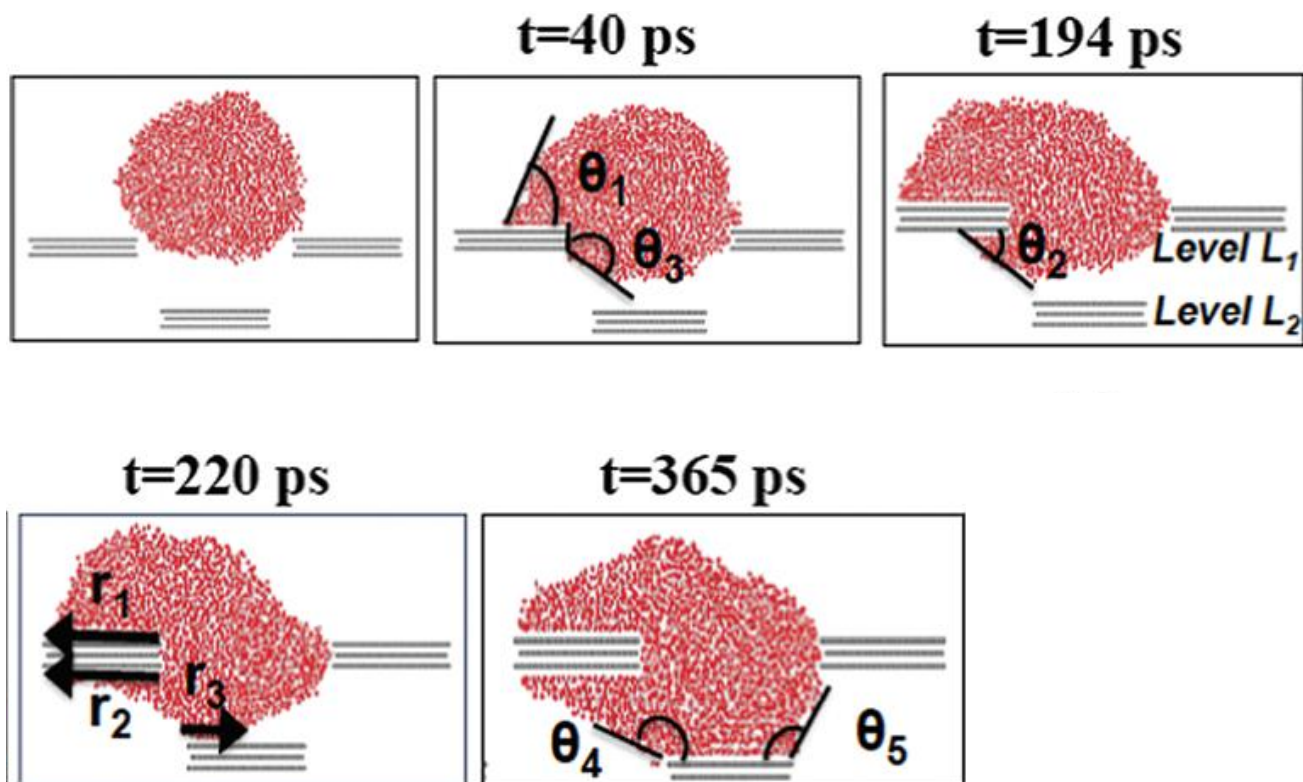 t=40 ps
t=194 ps
θ₁
θ₃
θ₂
Level L₁
Level L₂
t=220 ps
t=365 ps
r₁
r₂
r₃
θ₄
θ₅